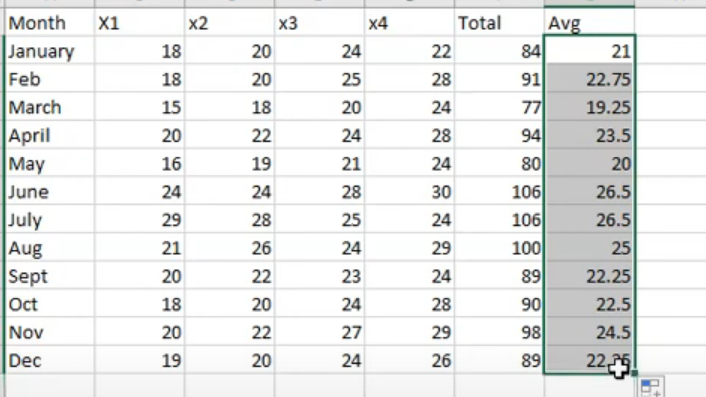 Month X1 x2 x3 x4 Total Avg
January 18 20 24 22 84 21
Feb 18 20 25 28 91 22.75
March 15 18 20 24 77 19.25
April 20 22 24 28 94 23.5
May 16 19 21 24 80 20
June 24 24 28 30 106 26.5
July 29 28 25 24 106 26.5
Aug 21 26 24 29 100 25
Sept 20 22 23 24 89 22.25
Oct 18 20 24 28 90 22.5
Nov 20 22 27 29 98 24.5
Dec 19 20 24 26 89 22.25